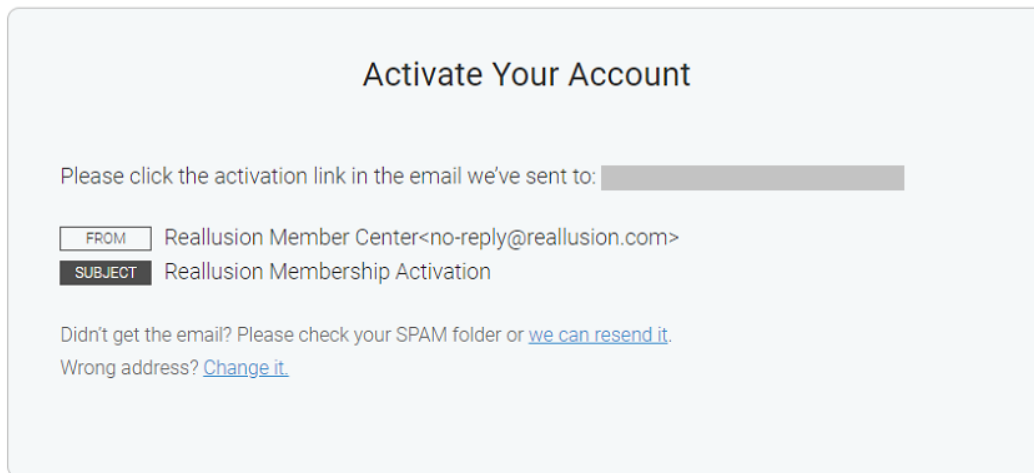 Activate Your Account
Please click the activation link in the email we've sent to:
FROM Reallusion Member Center<no-reply@reallusion.com>
SUBJECT Reallusion Membership Activation
Didn't get the email? Please check your SPAM folder or we can resend it.
Wrong address? Change it.